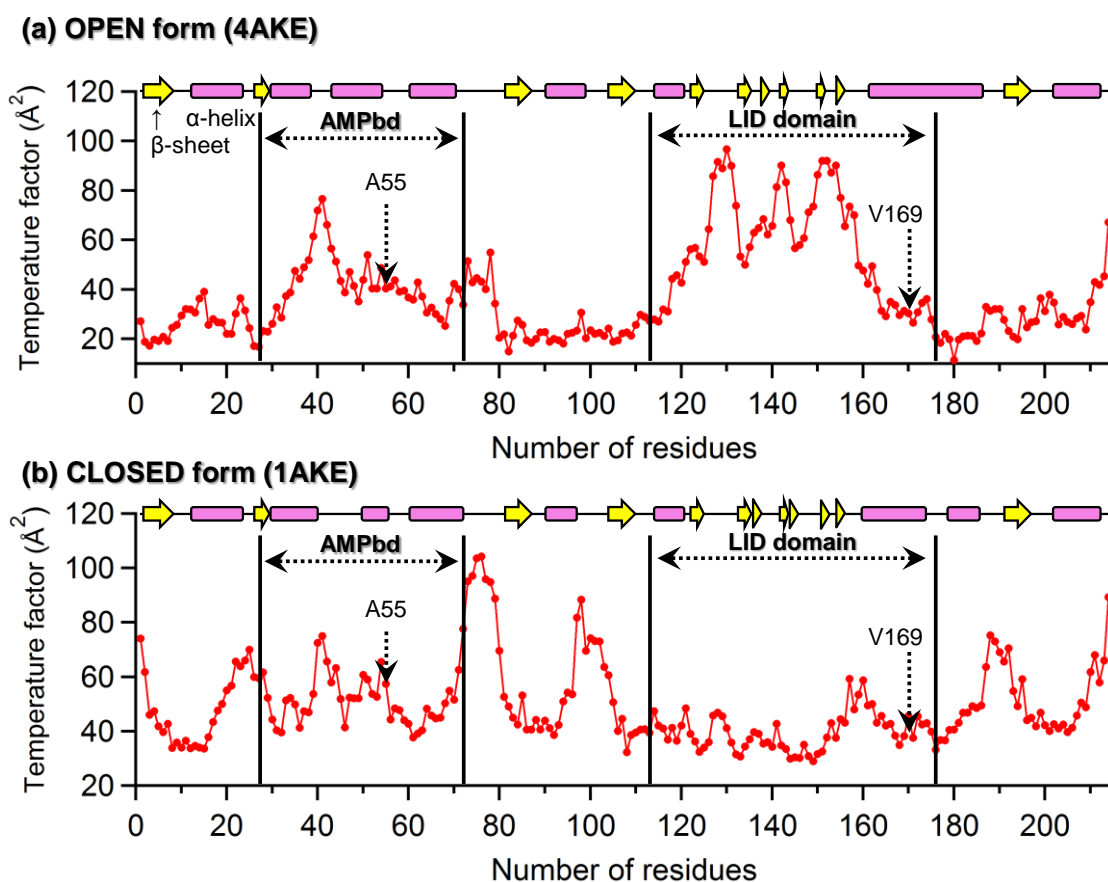 (a) OPEN form (4AKE)
Temperature factor (Å²)
120
100
80
60
40
20
↑ α-helix
β-sheet
AMPbd
LID domain
A55
V169
0 20 40 60 80 100 120 140 160 180 200
Number of residues
(b) CLOSED form (1AKE)
Temperature factor (Å²)
120
100
80
60
40
20
AMPbd
LID domain
A55
V169
0 20 40 60 80 100 120 140 160 180 200
Number of residues